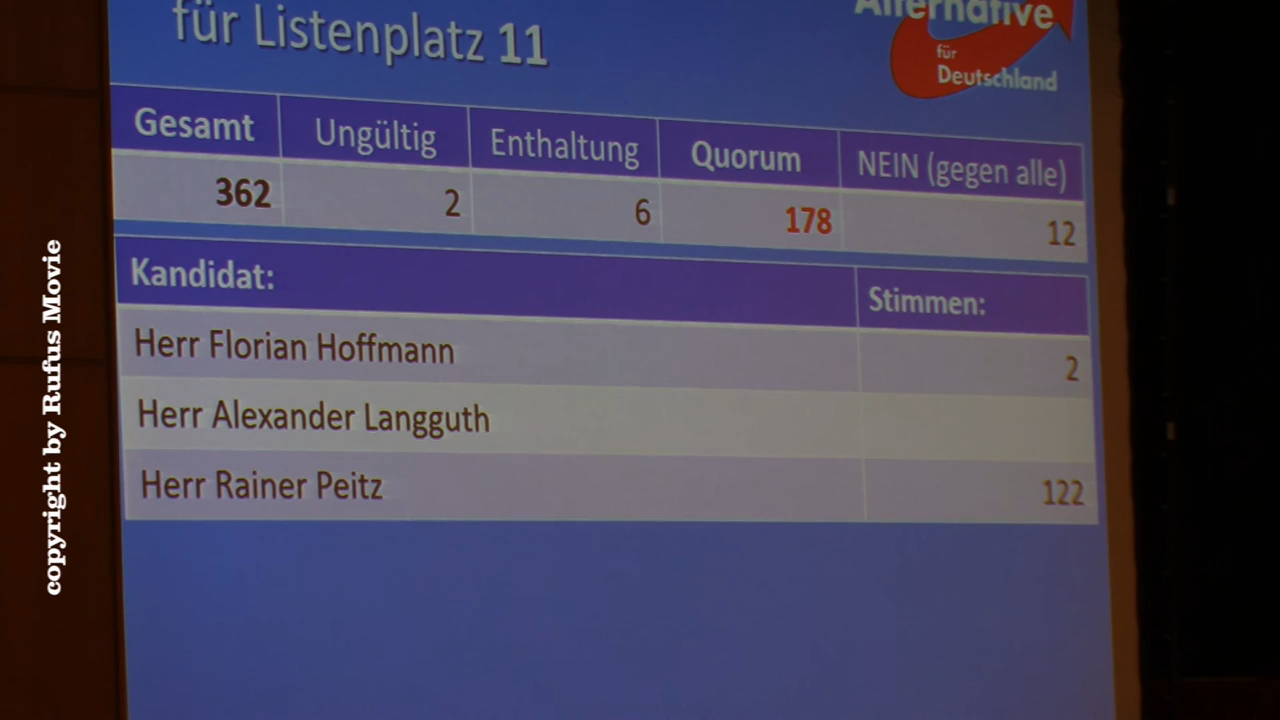 für Listenplatz 11
Alternative
für
Deutschland
Gesamt Ungültig Enthaltung Quorum NEIN (gegen alle)
362 2 6 178 12
Kandidat: Stimmen:
Herr Florian Hoffmann 2
Herr Alexander Langguth
Herr Rainer Peitz 122
copyright by Rufus Movie